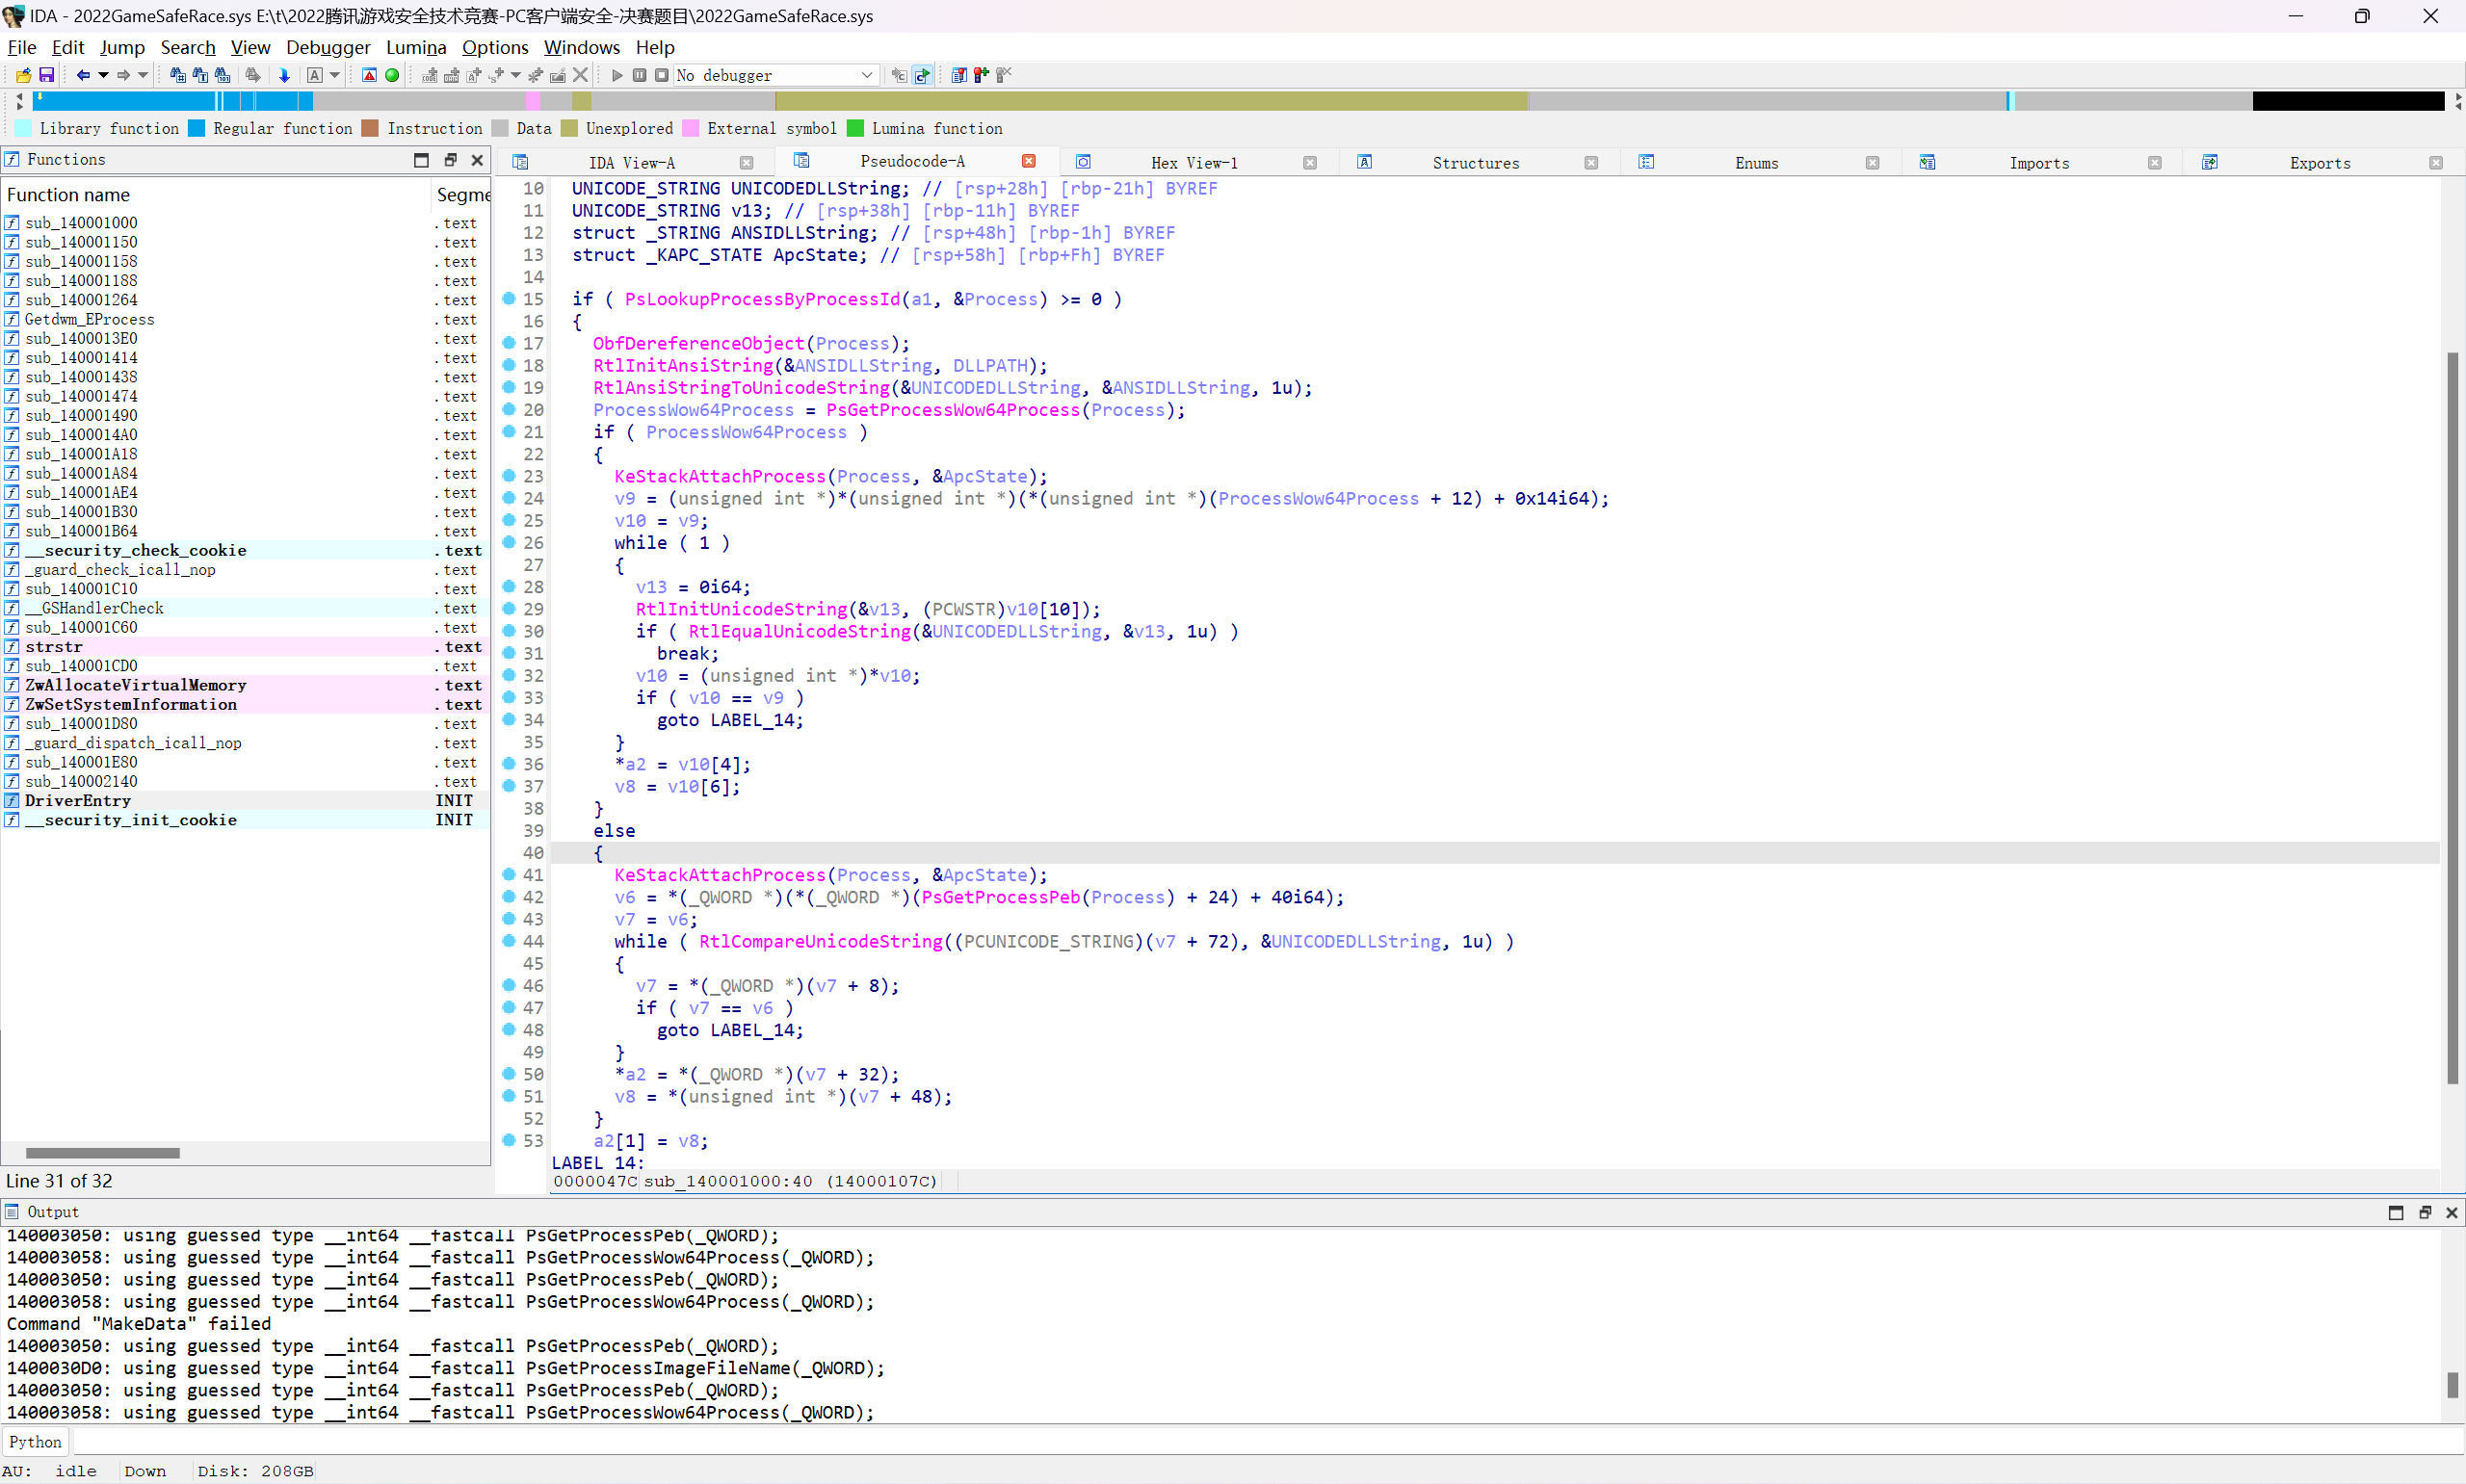 IDA - 2022GameSafeRace.sys E:\t\2022腾讯游戏安全技术竞赛-PC客户端安全-决赛题目\2022GameSafeRace.sys
File Edit Jump Search View Debugger Lumina Options Windows Help
No debugger
Library function Regular function Instruction Data Unexplored External symbol Lumina function
Functions
Function name Segme
sub_140001000 .text
sub_140001150 .text
sub_140001158 .text
sub_140001188 .text
sub_140001264 .text
Getdwm_EProcess .text
sub_1400013E0 .text
sub_140001414 .text
sub_140001438 .text
sub_140001474 .text
sub_140001490 .text
sub_1400014A0 .text
sub_140001A18 .text
sub_140001A84 .text
sub_140001AE4 .text
sub_140001B30 .text
sub_140001B64 .text
__security_check_cookie .text
_guard_check_icall_nop .text
sub_140001C10 .text
__GSHandlerCheck .text
sub_140001C60 .text
strstr .text
sub_140001CD0 .text
ZwAllocateVirtualMemory .text
ZwSetSystemInformation .text
sub_140001D80 .text
_guard_dispatch_icall_nop .text
sub_140001E80 .text
sub_140002140 .text
DriverEntry INIT
__security_init_cookie INIT
Line 31 of 32
IDA View-A Pseudocode-A Hex View-1 Structures Enums Imports Exports
10 UNICODE_STRING UNICODEDLLString; // [rsp+28h] [rbp-21h] BYREF
11 UNICODE_STRING v13; // [rsp+38h] [rbp-11h] BYREF
12 struct _STRING ANSIDLLString; // [rsp+48h] [rbp-1h] BYREF
13 struct _KAPC_STATE ApcState; // [rsp+58h] [rbp+Fh] BYREF
14
15 if ( PsLookupProcessByProcessId(a1, &Process) >= 0 )
16 {
17 ObfDereferenceObject(Process);
18 RtlInitAnsiString(&ANSIDLLString, DLLPATH);
19 RtlAnsiStringToUnicodeString(&UNICODEDLLString, &ANSIDLLString, 1u);
20 ProcessWow64Process = PsGetProcessWow64Process(Process);
21 if ( ProcessWow64Process )
22 {
23 KeStackAttachProcess(Process, &ApcState);
24 v9 = (unsigned int *)*(unsigned int *)(*(unsigned int *)(ProcessWow64Process + 12) + 0x14i64);
25 v10 = v9;
26 while ( 1 )
27 {
28 v13 = 0i64;
29 RtlInitUnicodeString(&v13, (PCWSTR)v10[10]);
30 if ( RtlEqualUnicodeString(&UNICODEDLLString, &v13, 1u) )
31 break;
32 v10 = (unsigned int *)*v10;
33 if ( v10 == v9 )
34 goto LABEL_14;
35 }
36 *a2 = v10[4];
37 v8 = v10[6];
38 }
39 else
40 {
41 KeStackAttachProcess(Process, &ApcState);
42 v6 = *(_QWORD *)(*(_QWORD *)(PsGetProcessPeb(Process) + 24) + 40i64);
43 v7 = v6;
44 while ( RtlCompareUnicodeString((PCUNICODE_STRING)(v7 + 72), &UNICODEDLLString, 1u) )
45 {
46 v7 = *(_QWORD *)(v7 + 8);
47 if ( v7 == v6 )
48 goto LABEL_14;
49 }
50 *a2 = *(_QWORD *)(v7 + 32);
51 v8 = *(unsigned int *)(v7 + 48);
52 }
53 a2[1] = v8;
LABEL_14:
0000047C sub_140001000:40 (14000107C)
Output
140003050: using guessed type __int64 __fastcall PsGetProcessPeb(_QWORD);
140003058: using guessed type __int64 __fastcall PsGetProcessWow64Process(_QWORD);
140003050: using guessed type __int64 __fastcall PsGetProcessPeb(_QWORD);
140003058: using guessed type __int64 __fastcall PsGetProcessWow64Process(_QWORD);
Command "MakeData" failed
140003050: using guessed type __int64 __fastcall PsGetProcessPeb(_QWORD);
1400030D0: using guessed type __int64 __fastcall PsGetProcessImageFileName(_QWORD);
140003050: using guessed type __int64 __fastcall PsGetProcessPeb(_QWORD);
140003058: using guessed type __int64 __fastcall PsGetProcessWow64Process(_QWORD);
Python
AU: idle Down Disk: 208GB